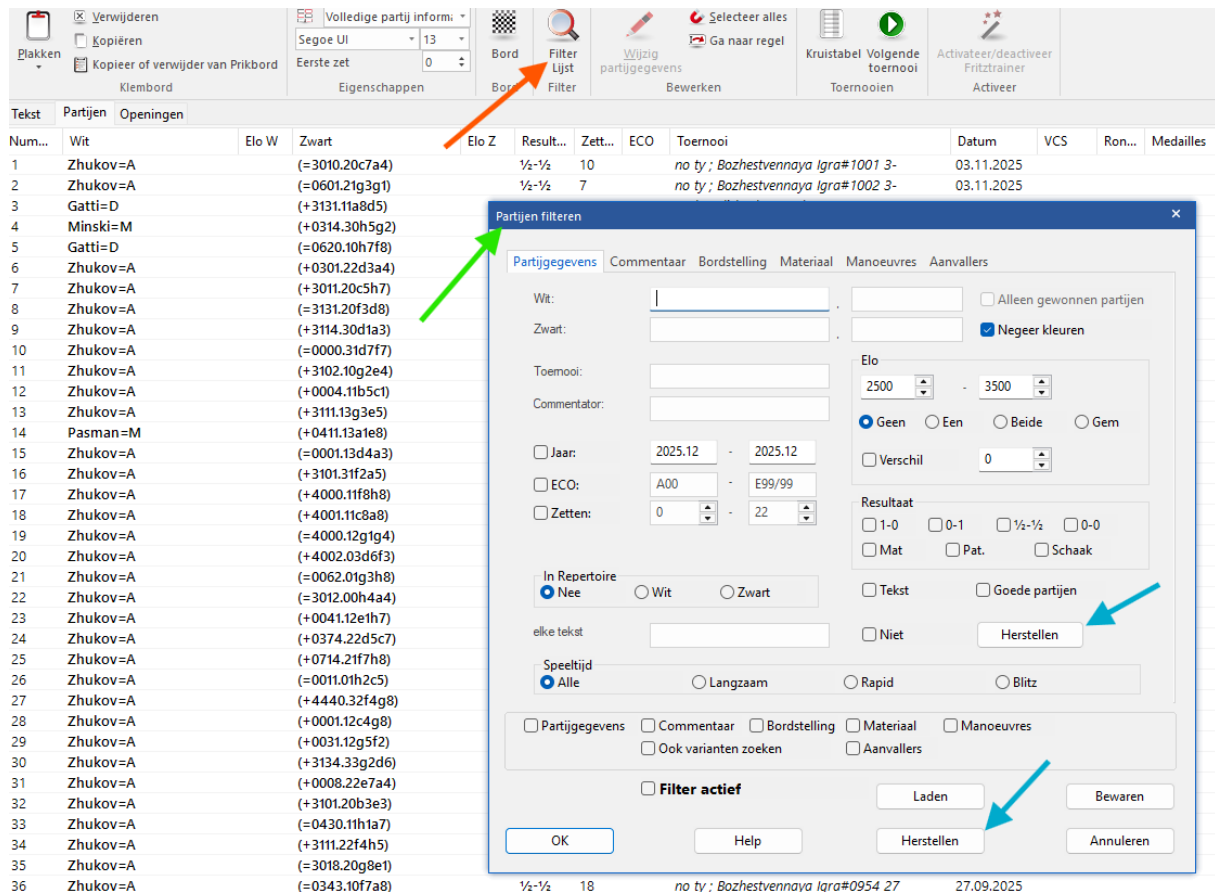 Verwijderen
Kopiëren
Kopieer of verwijder van Prikbord
Plakken
Klembord
Volledige partij inform:
Segoe UI 13
Eerste zet 0
Eigenschappen
Bord
Bord
Filter
Lijst
Filter
Wijzig
partijgegevens
Selecteer alles
Ga naar regel
Bewerken
Kruistabel Volgende
toernooi
Toernooien
Activateer/deactiveer
Fritztrainer
Activeer
Tekst Partijen Openingen
Num... Wit Elo W Zwart Elo Z Result... Zett... ECO Toernooi Datum VCS Ron... Medailles
1 Zhukov=A (=3010.20c7a4) ½-½ 10 no ty ; Bozhestvennaya Igra#1001 3- 03.11.2025
2 Zhukov=A (=0601.21g3g1) ½-½ 7 no ty ; Bozhestvennaya Igra#1002 3- 03.11.2025
3 Gatti=D (+3131.11a8d5)
4 Minski=M (+0314.30h5g2)
5 Gatti=D (=0620.10h7f8)
6 Zhukov=A (+0301.22d3a4)
7 Zhukov=A (+3011.20c5h7)
8 Zhukov=A (=3131.20f3d8)
9 Zhukov=A (+3114.30d1a3)
10 Zhukov=A (=0000.31d7f7)
11 Zhukov=A (+3102.10g2e4)
12 Zhukov=A (+0004.11b5c1)
13 Zhukov=A (+3111.13g3e5)
14 Pasman=M (+0411.13a1e8)
15 Zhukov=A (=0001.13d4a3)
16 Zhukov=A (+3101.31f2a5)
17 Zhukov=A (+4000.11f8h8)
18 Zhukov=A (+4001.11c8a8)
19 Zhukov=A (=4000.12g1g4)
20 Zhukov=A (+4002.03d6f3)
21 Zhukov=A (=0062.01g3h8)
22 Zhukov=A (=3012.00h4a4)
23 Zhukov=A (+0041.12e1h7)
24 Zhukov=A (+0374.22d5c7)
25 Zhukov=A (+0714.21f7h8)
26 Zhukov=A (=0011.01h2c5)
27 Zhukov=A (+4440.32f4g8)
28 Zhukov=A (+0001.12c4g8)
29 Zhukov=A (+0031.12g5f2)
30 Zhukov=A (+3134.33g2d6)
31 Zhukov=A (+0008.22e7a4)
32 Zhukov=A (+3101.20b3e3)
33 Zhukov=A (=0430.11h1a7)
34 Zhukov=A (+3111.22f4h5)
35 Zhukov=A (=3018.20g8e1)
36 Zhukov=A (=0343.10f7a8) ½-½ 18 no ty ; Bozhestvennaya Igra#0954 27 27.09.2025
Partijen filteren
Partijgegevens Commentaar Bordstelling Materiaal Manoeuvres Aanvallers
Wit: , Alleen gewonnen partijen
Zwart: , Negeer kleuren
Toernooi:
Commentator:
Jaar: 2025.12 - 2025.12
ECO: A00 - E99/99
Zetten: 0 - 22
Elo
2500 - 3500
Geen Een Beide Gem
Verschil 0
Resultaat
1-0 0-1 ½-½ 0-0
Mat Pat. Schaak
In Repertoire
Nee Wit Zwart
Tekst Goede partijen
elke tekst
Niet Herstellen
Speeltijd
Alle Langzaam Rapid Blitz
Partijgegevens Commentaar Bordstelling Materiaal Manoeuvres
Ook varianten zoeken Aanvallers
Filter actief
Laden Bewaren
OK Help Herstellen Annuleren